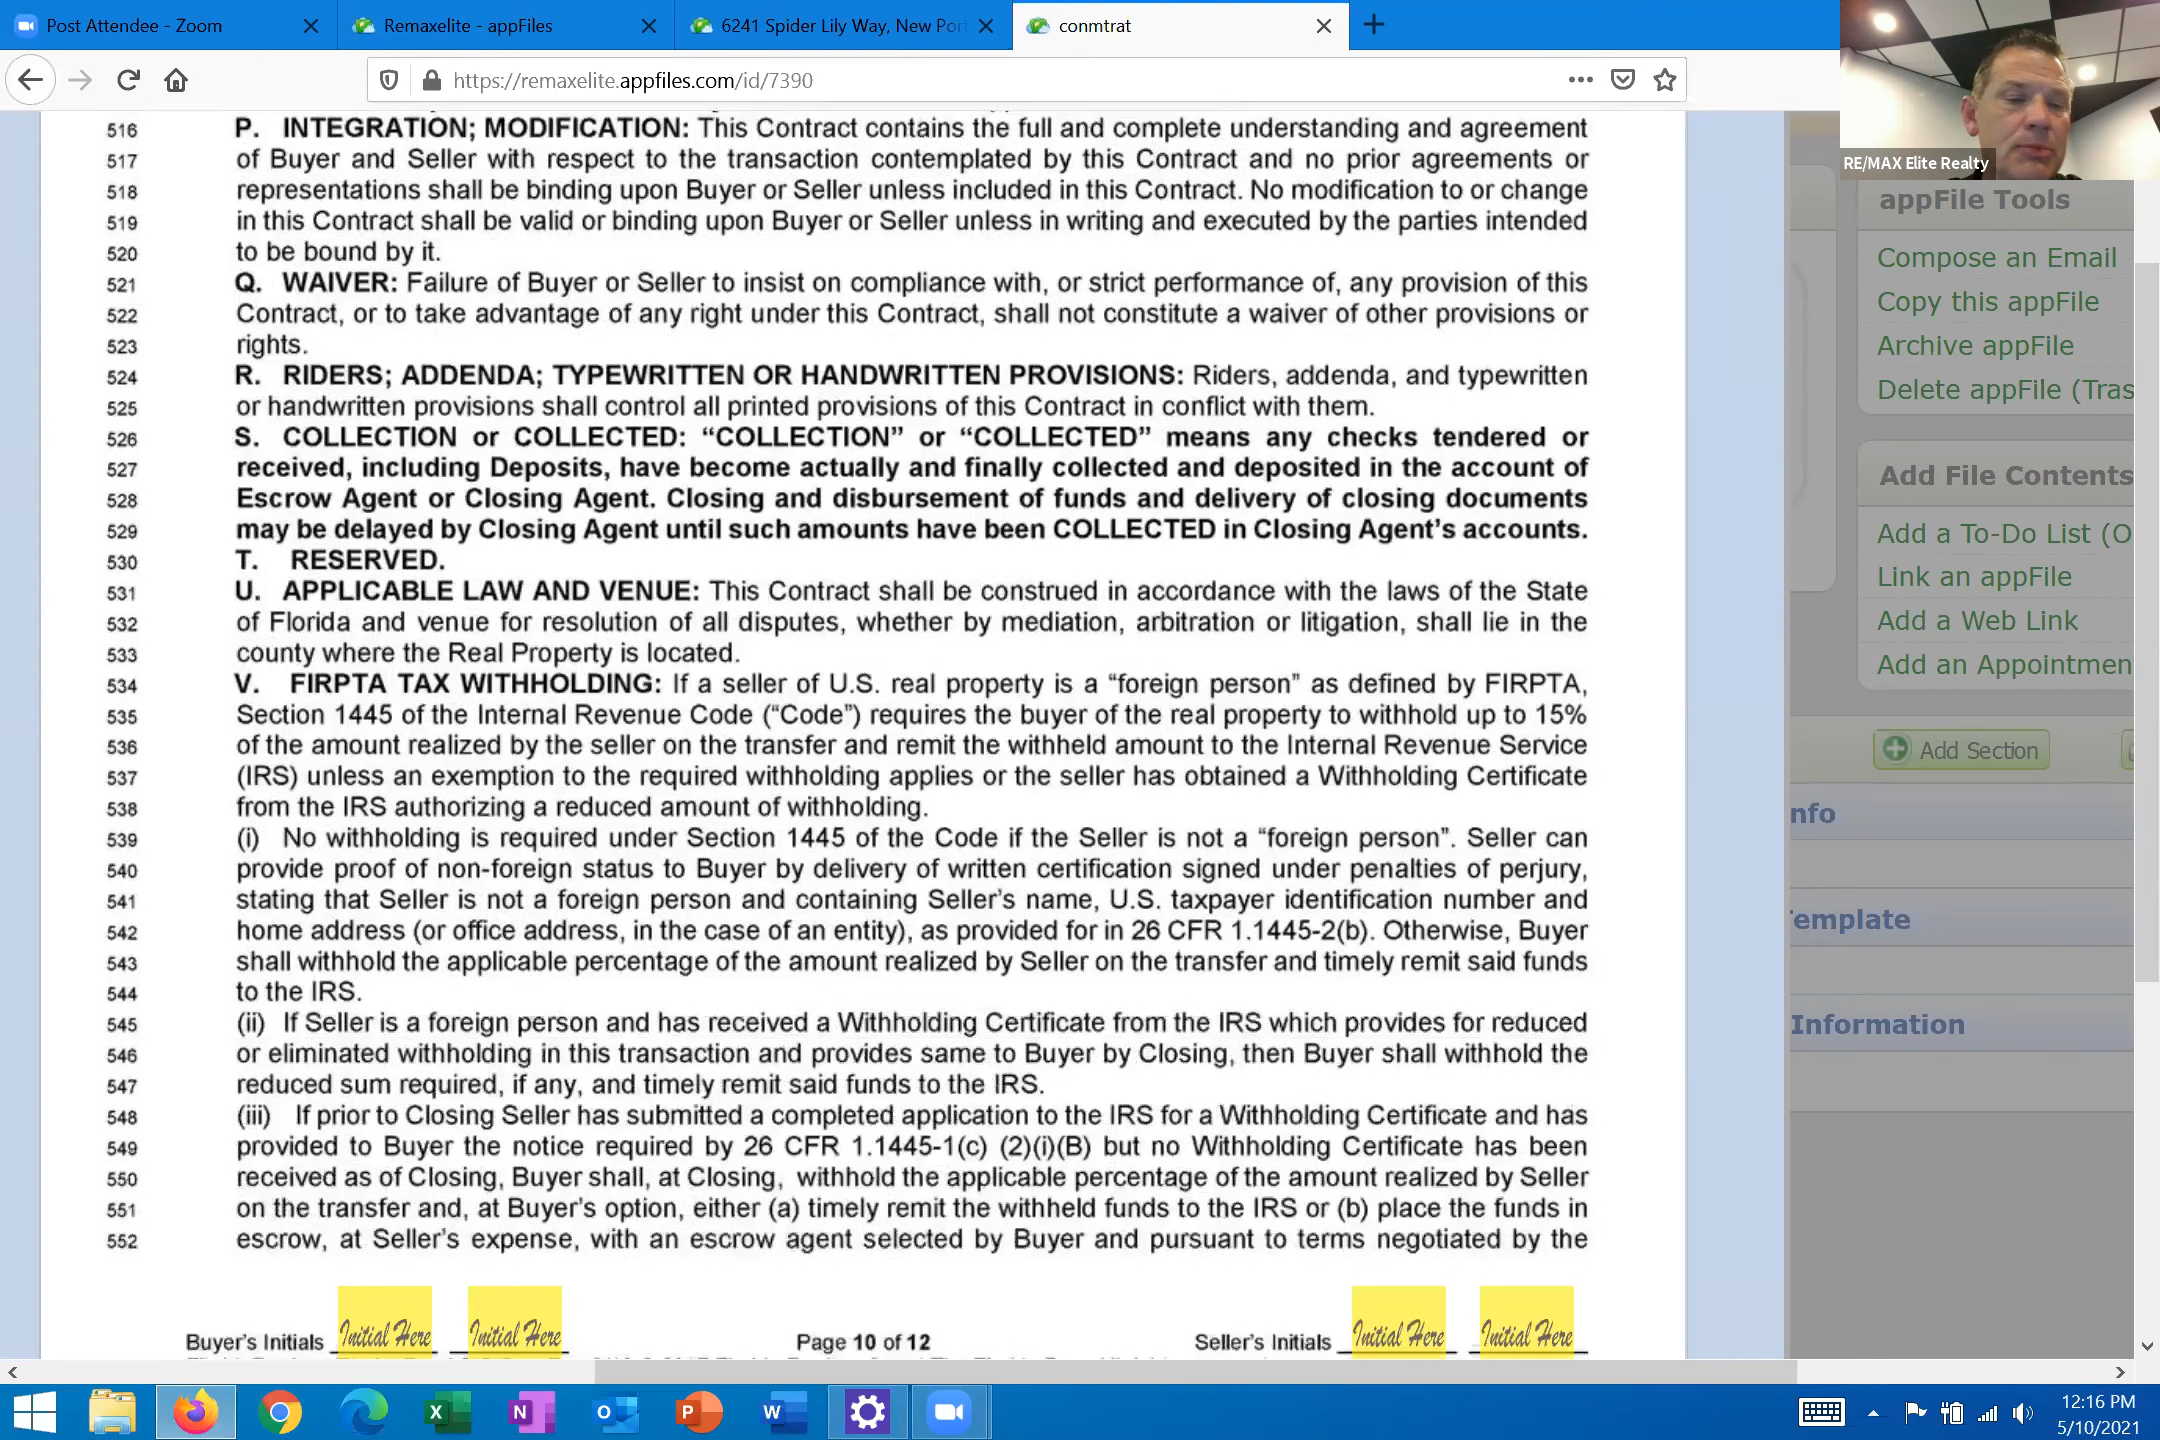 Post Attendee - Zoom
Remaxelite - appFiles
6241 Spider Lily Way, New Port
conmtrat
https://remaxelite.appfiles.com/id/7390
RE/MAX Elite Realty
516 P. INTEGRATION; MODIFICATION: This Contract contains the full and complete understanding and agreement
517 of Buyer and Seller with respect to the transaction contemplated by this Contract and no prior agreements or
518 representations shall be binding upon Buyer or Seller unless included in this Contract. No modification to or change
519 in this Contract shall be valid or binding upon Buyer or Seller unless in writing and executed by the parties intended
520 to be bound by it.
521 Q. WAIVER: Failure of Buyer or Seller to insist on compliance with, or strict performance of, any provision of this
522 Contract, or to take advantage of any right under this Contract, shall not constitute a waiver of other provisions or
523 rights.
524 R. RIDERS; ADDENDA; TYPEWRITTEN OR HANDWRITTEN PROVISIONS: Riders, addenda, and typewritten
525 or handwritten provisions shall control all printed provisions of this Contract in conflict with them.
526 S. COLLECTION or COLLECTED: “COLLECTION” or “COLLECTED” means any checks tendered or
527 received, including Deposits, have become actually and finally collected and deposited in the account of
528 Escrow Agent or Closing Agent. Closing and disbursement of funds and delivery of closing documents
529 may be delayed by Closing Agent until such amounts have been COLLECTED in Closing Agent’s accounts.
530 T. RESERVED.
531 U. APPLICABLE LAW AND VENUE: This Contract shall be construed in accordance with the laws of the State
532 of Florida and venue for resolution of all disputes, whether by mediation, arbitration or litigation, shall lie in the
533 county where the Real Property is located.
534 V. FIRPTA TAX WITHHOLDING: If a seller of U.S. real property is a “foreign person” as defined by FIRPTA,
535 Section 1445 of the Internal Revenue Code (“Code”) requires the buyer of the real property to withhold up to 15%
536 of the amount realized by the seller on the transfer and remit the withheld amount to the Internal Revenue Service
537 (IRS) unless an exemption to the required withholding applies or the seller has obtained a Withholding Certificate
538 from the IRS authorizing a reduced amount of withholding.
539 (i) No withholding is required under Section 1445 of the Code if the Seller is not a “foreign person”. Seller can
540 provide proof of non-foreign status to Buyer by delivery of written certification signed under penalties of perjury,
541 stating that Seller is not a foreign person and containing Seller’s name, U.S. taxpayer identification number and
542 home address (or office address, in the case of an entity), as provided for in 26 CFR 1.1445-2(b). Otherwise, Buyer
543 shall withhold the applicable percentage of the amount realized by Seller on the transfer and timely remit said funds
544 to the IRS.
545 (ii) If Seller is a foreign person and has received a Withholding Certificate from the IRS which provides for reduced
546 or eliminated withholding in this transaction and provides same to Buyer by Closing, then Buyer shall withhold the
547 reduced sum required, if any, and timely remit said funds to the IRS.
548 (iii) If prior to Closing Seller has submitted a completed application to the IRS for a Withholding Certificate and has
549 provided to Buyer the notice required by 26 CFR 1.1445-1(c) (2)(i)(B) but no Withholding Certificate has been
550 received as of Closing, Buyer shall, at Closing, withhold the applicable percentage of the amount realized by Seller
551 on the transfer and, at Buyer’s option, either (a) timely remit the withheld funds to the IRS or (b) place the funds in
552 escrow, at Seller’s expense, with an escrow agent selected by Buyer and pursuant to terms negotiated by the
Buyer’s Initials Initial Here Initial Here Page 10 of 12 Seller’s Initials Initial Here Initial Here
appFile Tools
Compose an Email
Copy this appFile
Archive appFile
Delete appFile (Tras
Add File Contents
Add a To-Do List (O
Link an appFile
Add a Web Link
Add an Appointmen
Add Section
nfo
Template
Information
12:16 PM
5/10/2021